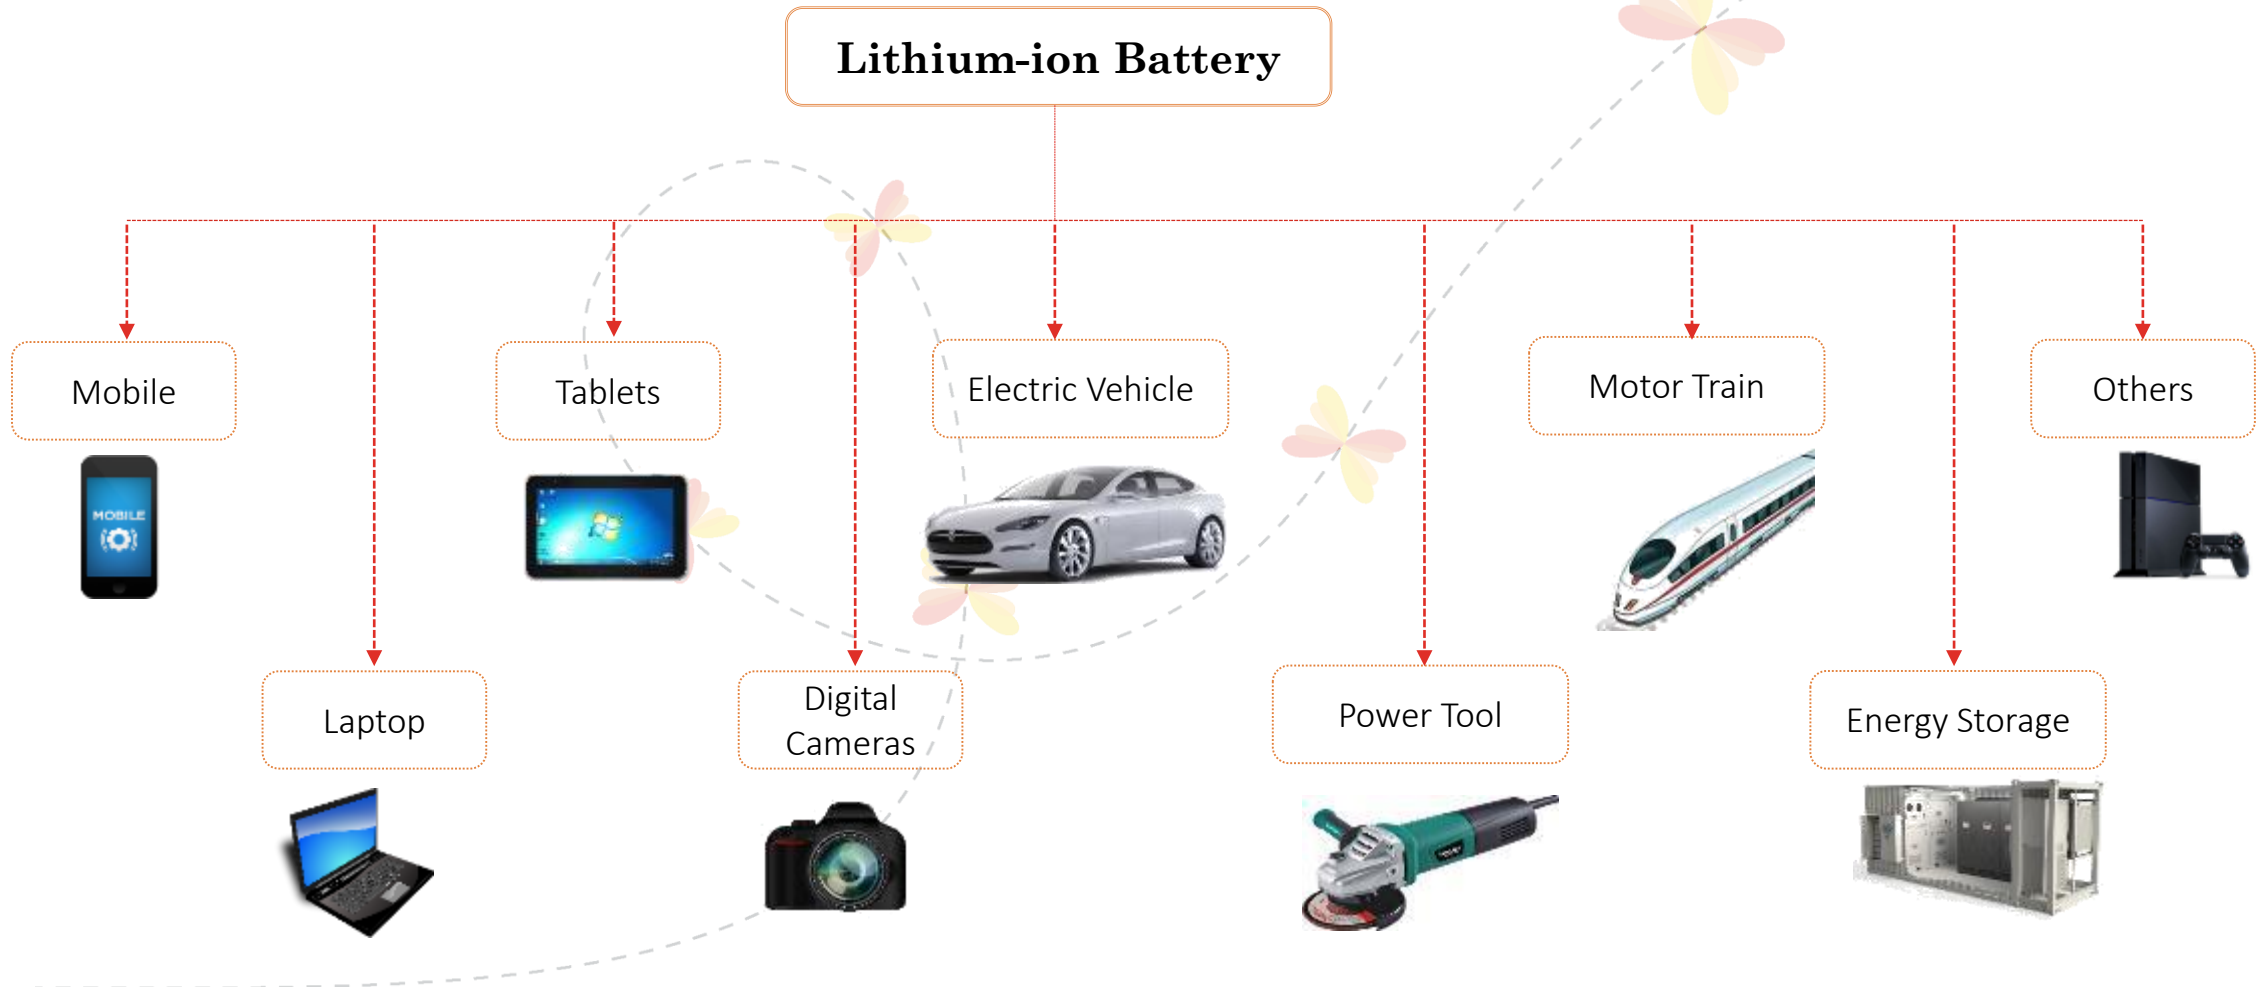 Lithium-ion Battery
Mobile
Tablets
Electric Vehicle
Motor Train
Others
MOBILE
Laptop
Digital
Cameras
Power Tool
Energy Storage